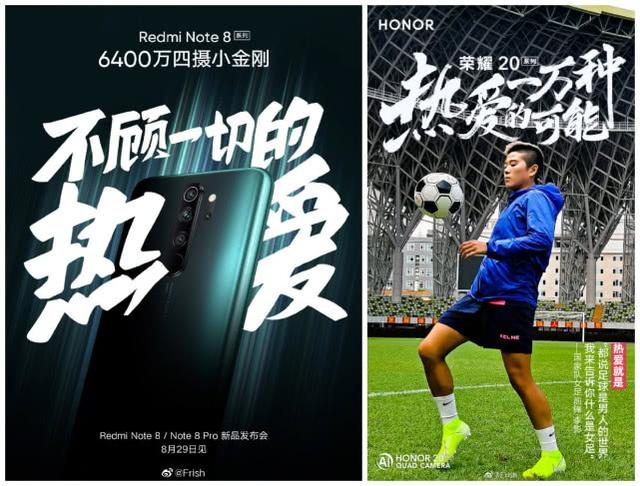 Redmi Note 8 系列
6400万四摄小金刚
不顾一切的
热爱
Redmi Note 8 / Note 8 Pro 新品发布会
8月29日见
@Frish
HONOR
荣耀 20 系列
热爱一万种
的可能
热爱就是
“都说足球是男人的世界
我来告诉你什么是女足”
AI HONOR 20
QUAD CAMERA
@Frish